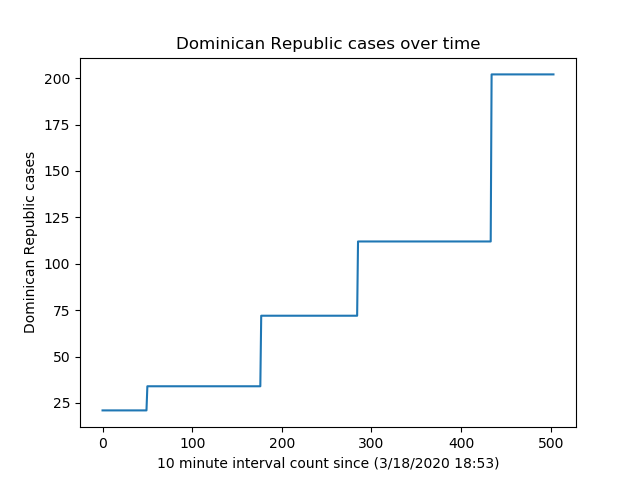 Dominican Republic cases over time
Dominican Republic cases
200
175
150
125
100
75
50
25
0 100 200 300 400 500
10 minute interval count since (3/18/2020 18:53)